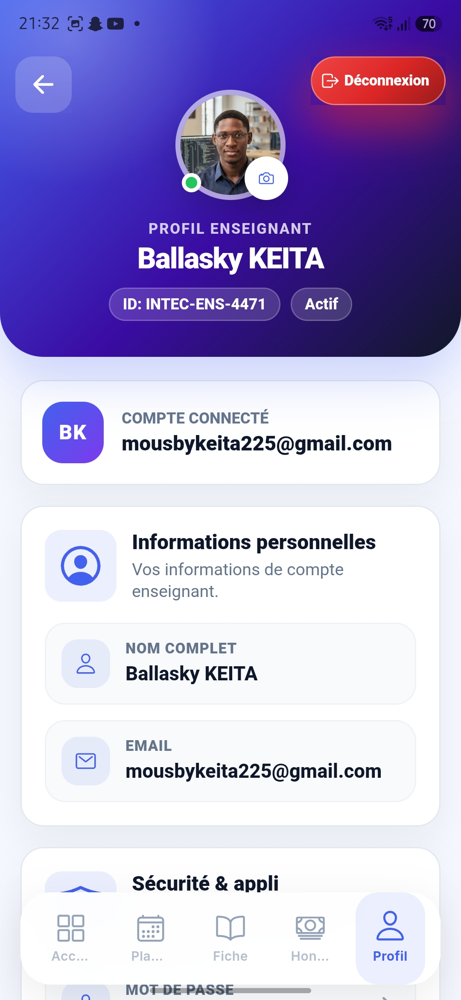 21:32
5
70
Déconnexion
PROFIL ENSEIGNANT
Ballasky KEITA
ID: INTEC-ENS-4471
Actif
BK
COMPTE CONNECTÉ
mousbykeita225@gmail.com
Informations personnelles
Vos informations de compte
enseignant.
NOM COMPLET
Ballasky KEITA
EMAIL
mousbykeita225@gmail.com
Sécurité & appli
Acc...
Pla...
Fiche
Hon...
Profil
MOT DE PASSE